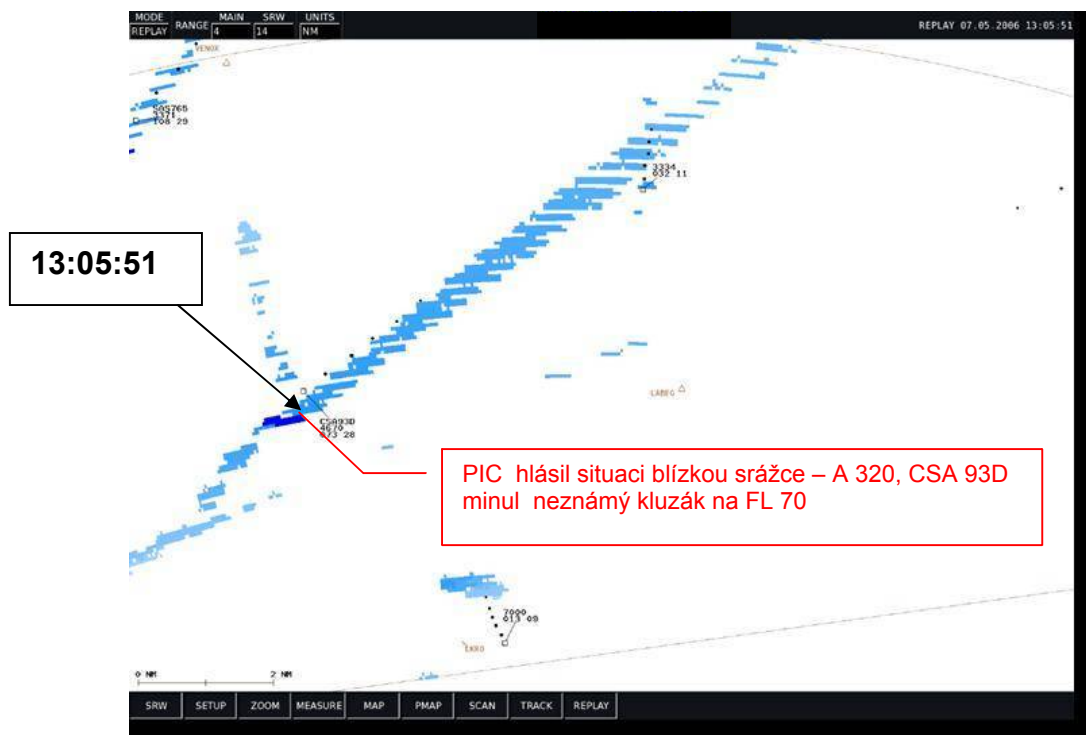 MODE MAIN SRW UNITS
REPLAY RANGE 4 14 NM
REPLAY 07.05.2006 13:05:51
VENOX
SAS765
3371
108 29
3334
032 11
13:05:51
LABEG
CSA93D
4670
073 28
PIC hlásil situaci blízkou srážce – A 320, CSA 93D
minul neznámý kluzák na FL 70
7000
013 09
0 NM 2 NM
SRW SETUP ZOOM MEASURE MAP PMAP SCAN TRACK REPLAY